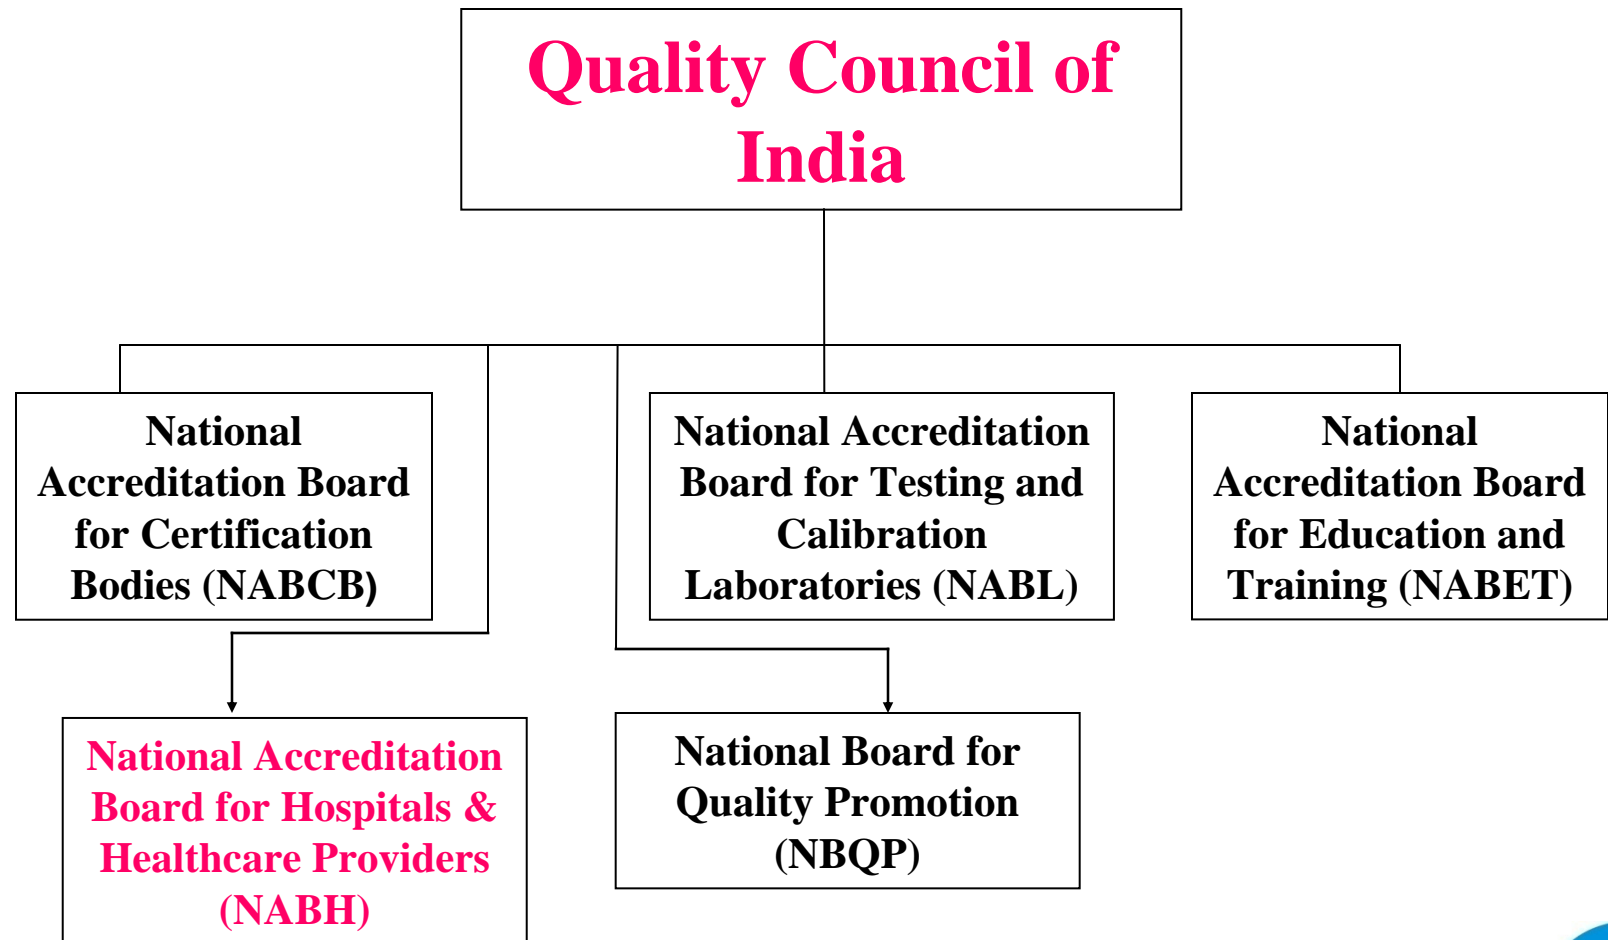 Quality Council of
India
National
Accreditation Board
for Certification
Bodies (NABCB)
National Accreditation
Board for Testing and
Calibration
Laboratories (NABL)
National
Accreditation Board
for Education and
Training (NABET)
National Accreditation
Board for Hospitals &
Healthcare Providers
(NABH)
National Board for
Quality Promotion
(NBQP)